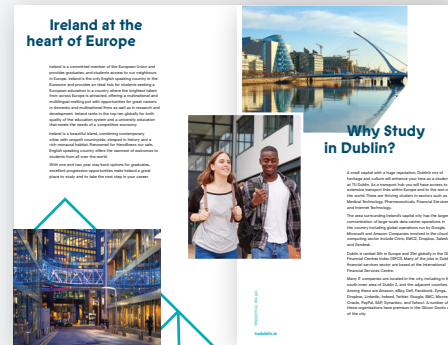 Ireland at the
heart of Europe
Ireland is a committed member of the European Union and
provides graduates, and students access to our neighbours
in Europe. Ireland is the only English speaking country in the
Eurozone and provides an ideal hub for students seeking a
European education in a country where the brightest talent
from across Europe is attracted, offering a multinational and
multilingual melting pot with opportunities for great careers
in domestic and multinational firms as well as in research and
development. Ireland ranks in the top ten globally for both
quality of the education system and a university education
that meets the needs of a competitive economy.
Ireland is a beautiful island, combining contemporary
cities with unspoilt countryside, steeped in history and a
rich monastic habitat. Renowned for friendliness our safe,
English speaking country offers the warmest of welcomes to
students from all over the world.
With one and two year stay back options for graduates,
excellent progression opportunities make Ireland a great
place to study and to take the next step in your career.
Why Study
in Dublin?
A small capital with a huge reputation, Dublin's mix of
heritage and culture will enhance your time as a student
at TU Dublin. As a transport hub you will have access to
extensive transport links within Europe and to the rest of
the world. There are thriving clusters in sectors such as
Medical Technology, Pharmaceuticals, Financial Services
and Internet Technology.
The area surrounding Ireland's capital city has the largest
concentration of large-scale data-centre operations in
the country including global operations run by Google,
Microsoft and Amazon. Companies involved in the cloud
computing sector include Citrix, EMC2, Dropbox, Salesforce
and Zendesk.
Dublin is ranked 5th in Europe and 31st globally in the Global
Financial Centres Index (GFCI). Many of the jobs in Dublin's
financial services sector are based at the International
Financial Services Centre.
Many IT companies are located in the city, including in the
south inner area of Dublin 2, and the adjacent counties.
Among these are Amazon, eBay, Dell, Facebook, Zynga,
Dropbox, LinkedIn, Indeed, Twitter, Google, EMC, Microsoft,
Oracle, PayPal, SAP, Symantec, and Yahoo!. A number of
these organisations have premises in the Silicon Docks area
of the city.
tudublin.ie